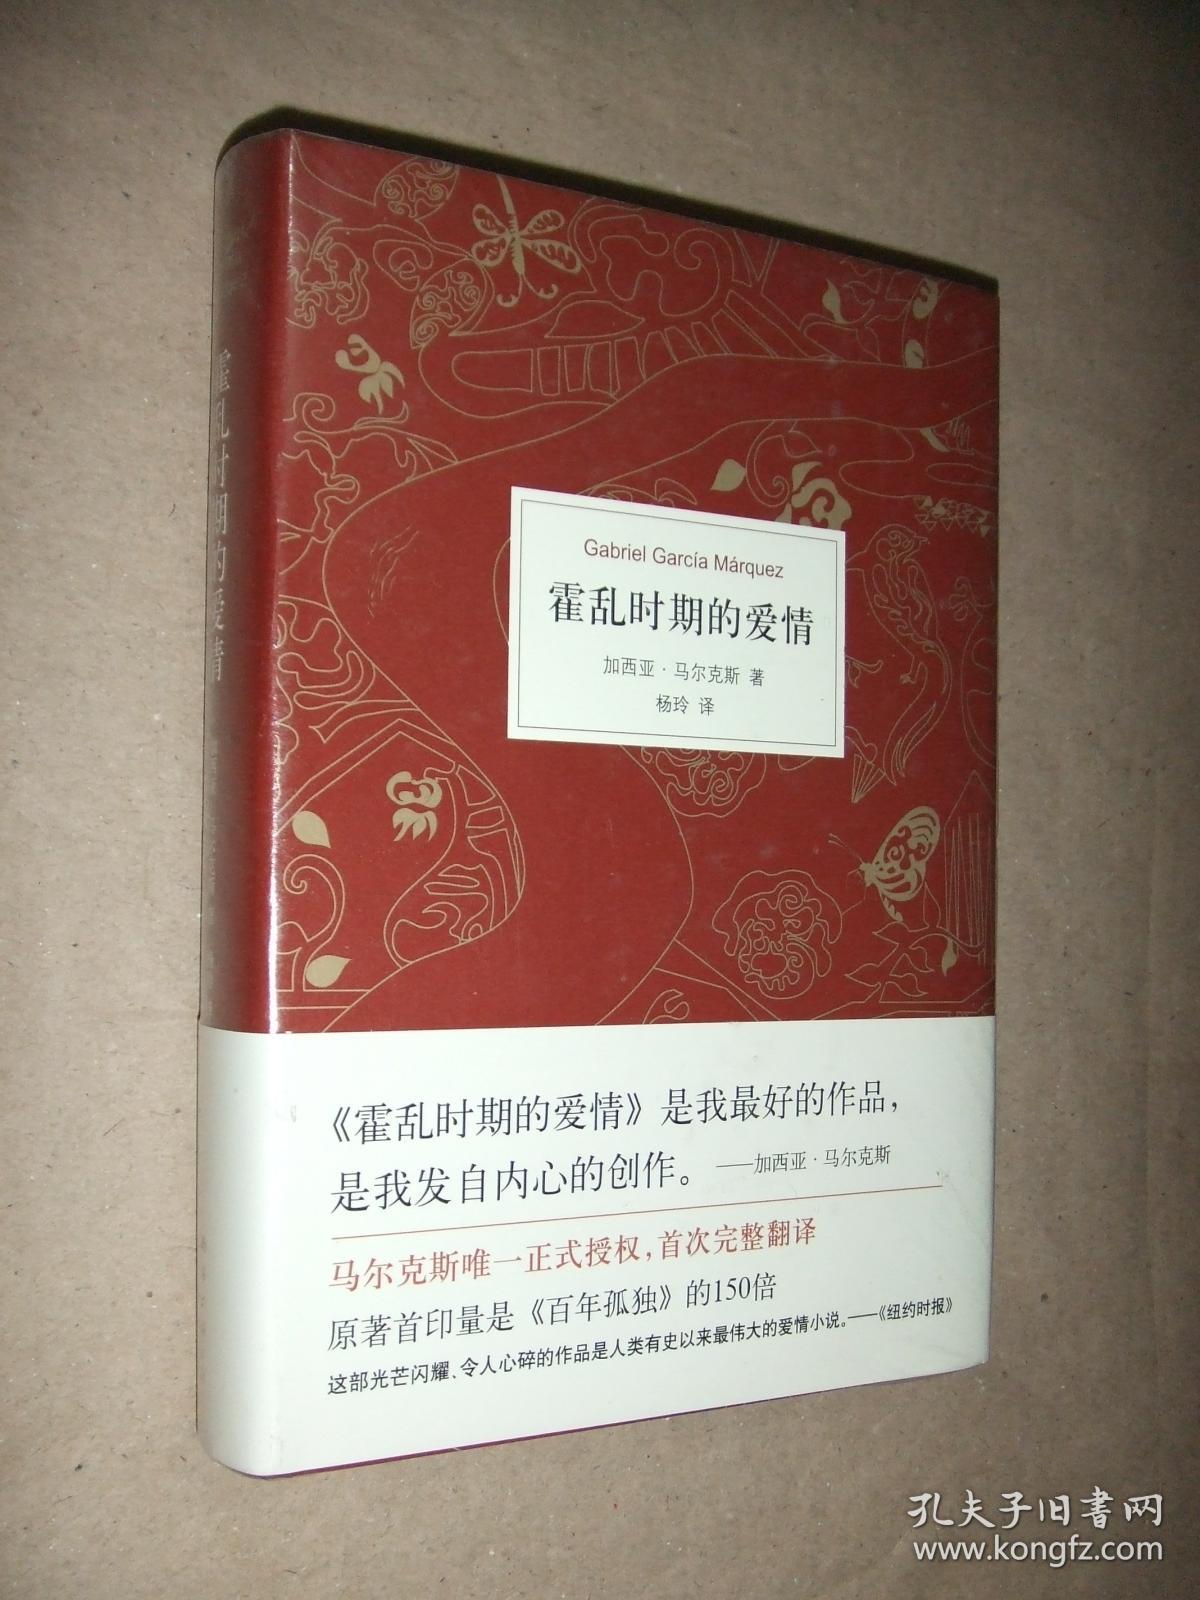 霍乱时期的爱情
Gabriel García Márquez
霍乱时期的爱情
加西亚·马尔克斯 著
杨玲 译
《霍乱时期的爱情》是我最好的作品，
是我发自内心的创作。——加西亚·马尔克斯
马尔克斯唯一正式授权，首次完整翻译
原著首印量是《百年孤独》的150倍
这部光芒闪耀、令人心碎的作品是人类有史以来最伟大的爱情小说。——《纽约时报》
孔夫子旧书网
www.kongfz.com